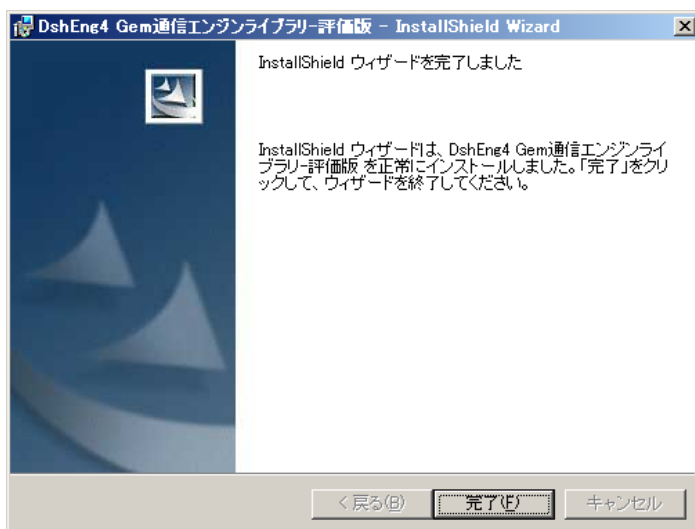 DshEng4 Gem通信エンジンライブラリー評価版 - InstallShield Wizard
InstallShield ウィザードを完了しました
InstallShield ウィザードは、DshEng4 Gem通信エンジンライ
ブラリー評価版 を正常にインストールしました。「完了」をクリ
ックして、ウィザードを終了してください。
< 戻る(B)
完了(F)
キャンセル